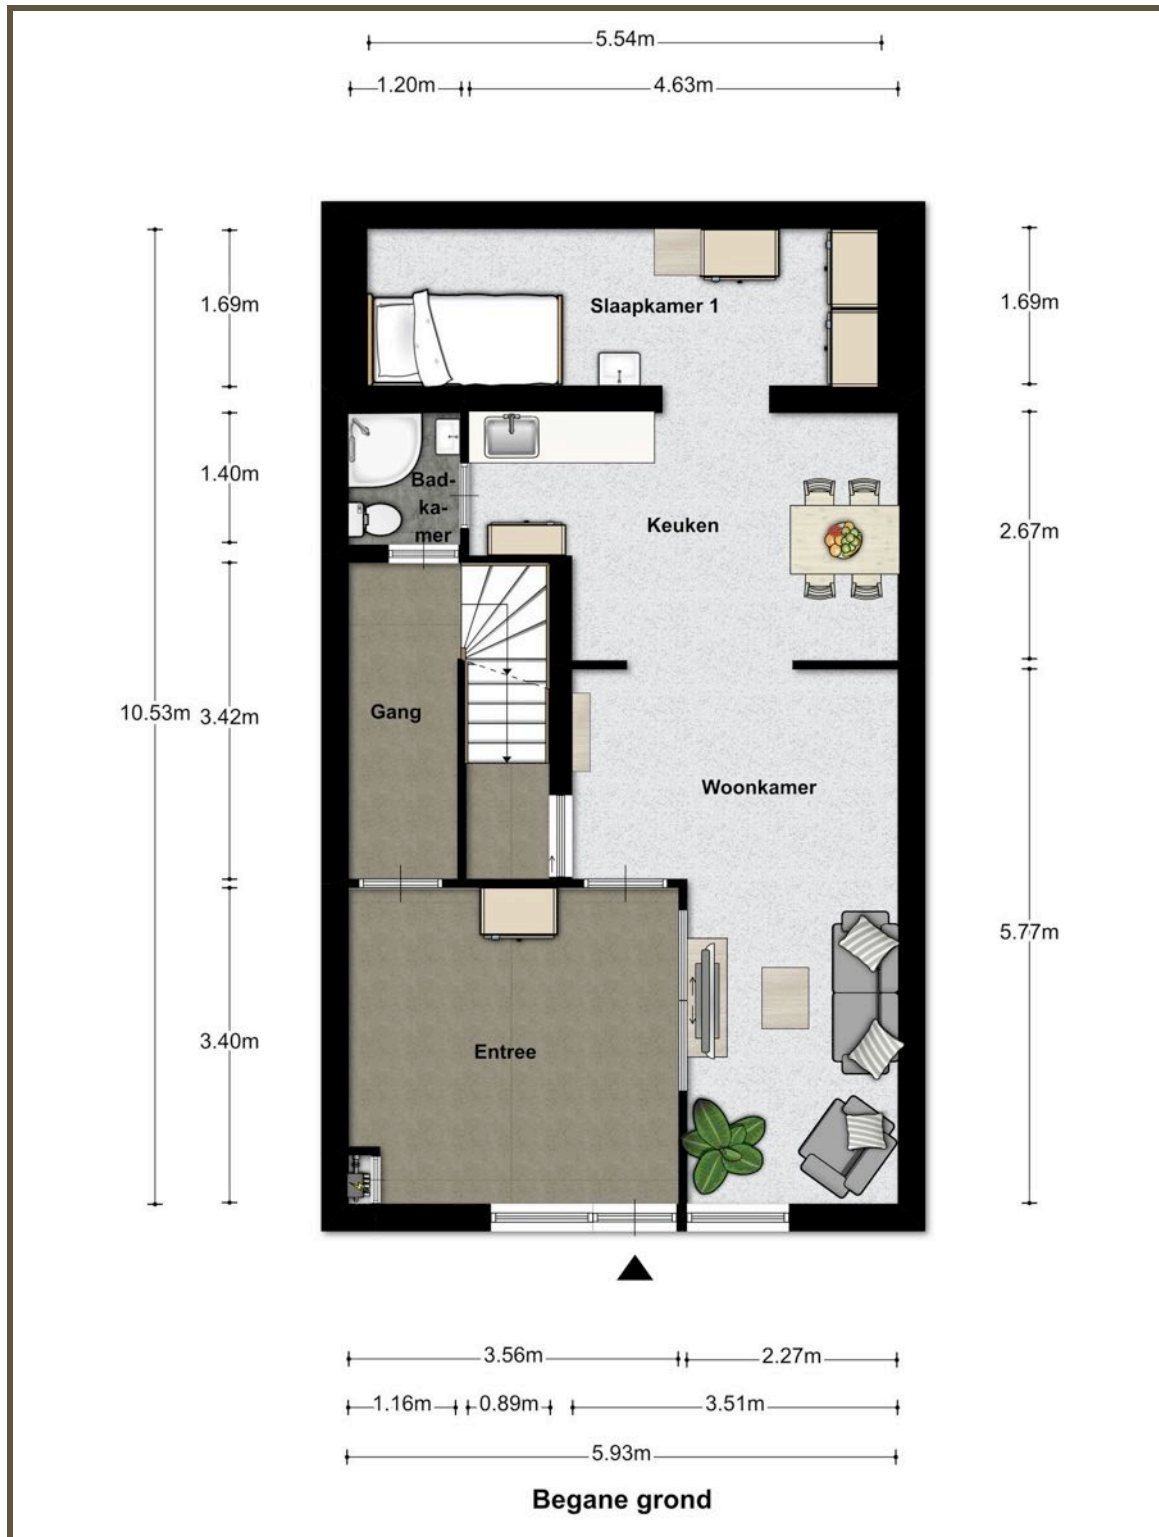 5.54m
1.20m
4.63m
1.69m
1.69m
Slaapkamer 1
1.40m
Bad-
ka-
mer
Keuken
2.67m
10.53m
3.42m
Gang
Woonkamer
5.77m
3.40m
Entree
3.56m
2.27m
1.16m
0.89m
3.51m
5.93m
Begane grond